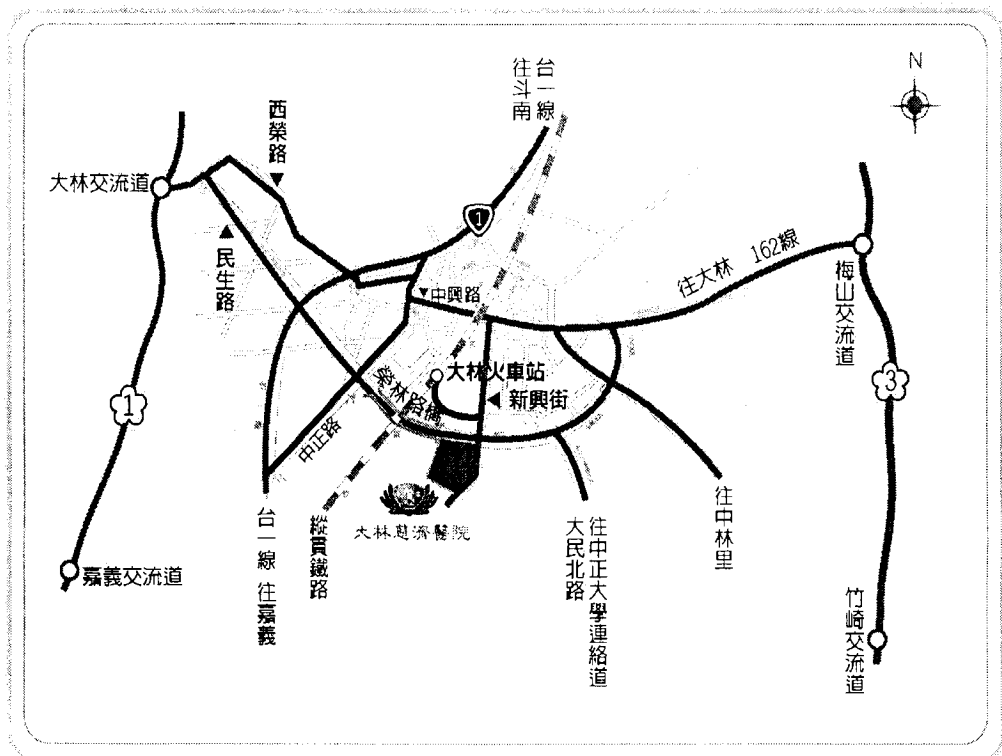 N
台一線
往斗南
西榮路
大林交流道
1
民生路
往大林 162線
中興路
梅山交流道
大林火車站
榮林路橋
新興街
3
1
中正路
大林慈濟醫院
台一線 往嘉義
縱貫鐵路
往中正大學連絡道
大民北路
往中林里
嘉義交流道
竹崎交流道